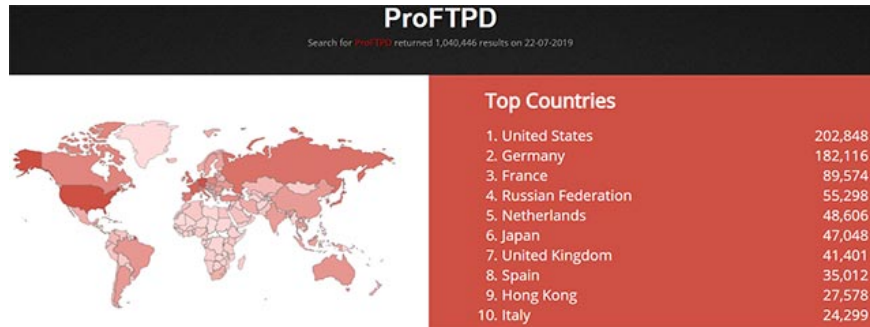 ProFTPD
Search for ProFTPD returned 1,040,446 results on 22-07-2019
Top Countries
1. United States 202,848
2. Germany 182,116
3. France 89,574
4. Russian Federation 55,298
5. Netherlands 48,606
6. Japan 47,048
7. United Kingdom 41,401
8. Spain 35,012
9. Hong Kong 27,578
10. Italy 24,299